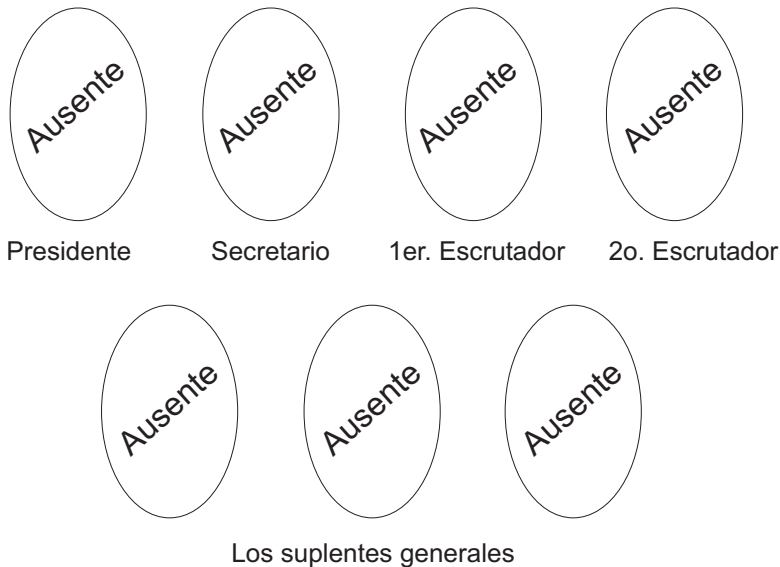 Ausente Ausente Ausente Ausente
Presidente Secretario 1er. Escrutador 2o. Escrutador
Ausente Ausente Ausente
Los suplentes generales